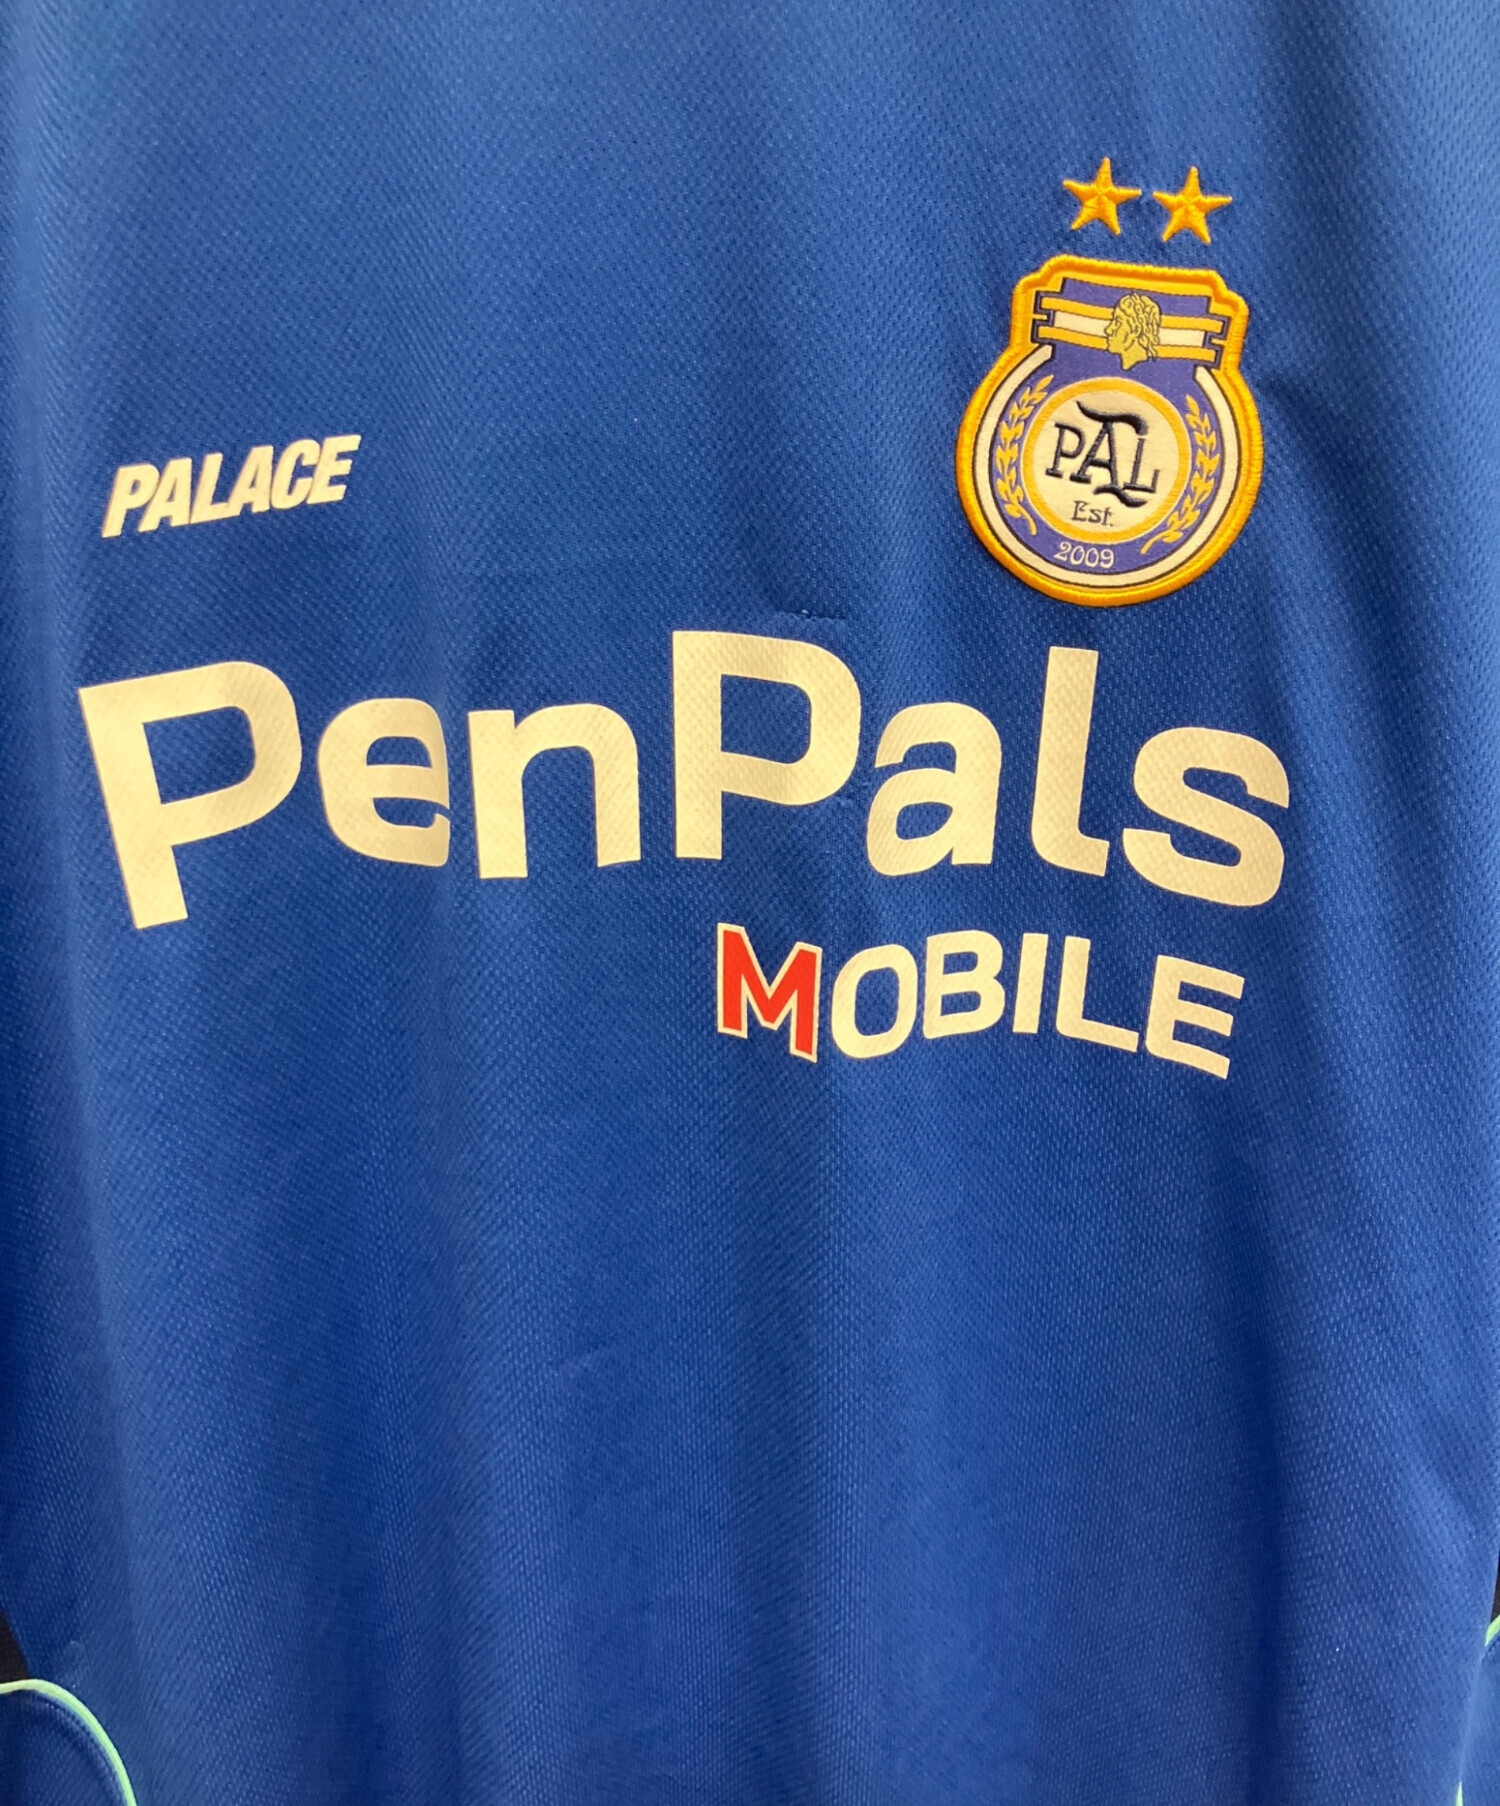 PALACE
PAL
Est.
2009
PenPals
MOBILE